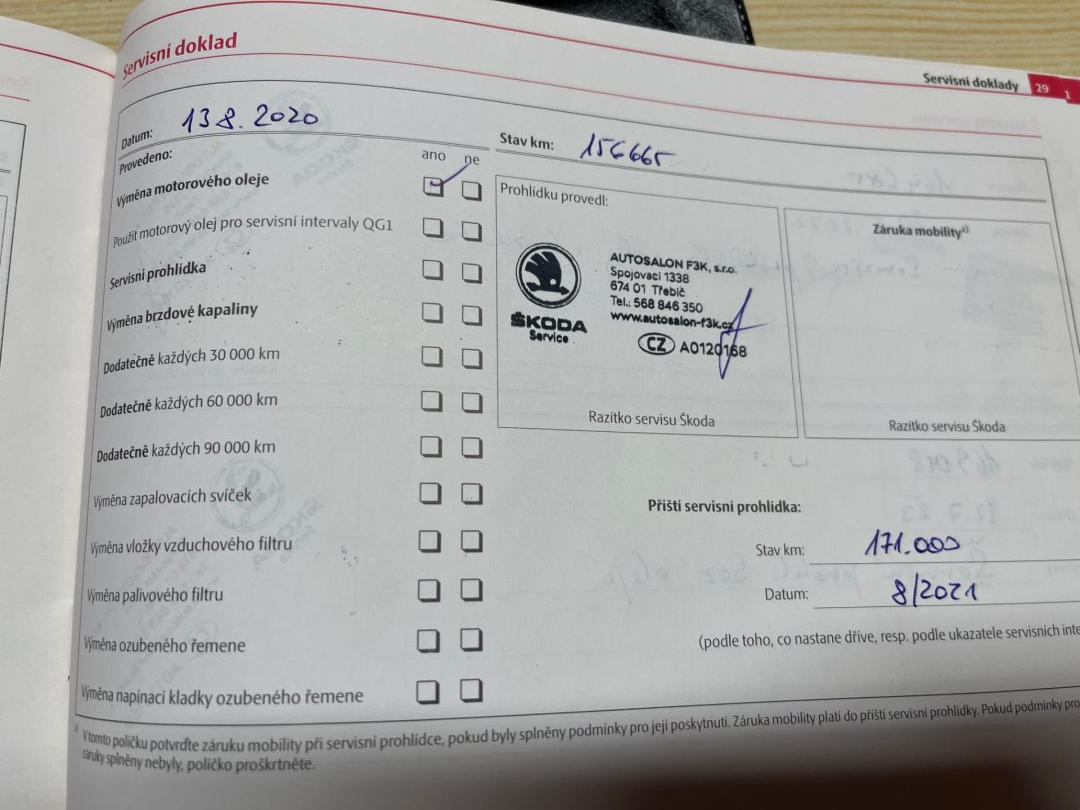 Servisní doklad
Servisní doklady 29
1
Datum: 13 8. 2020
Stav km: 156665
Provedeno: ano ne
Výměna motorového oleje
Použit motorový olej pro servisní intervaly QG1
Servisní prohlídka
Výměna brzdové kapaliny
Dodatečně každých 30 000 km
Dodatečně každých 60 000 km
Dodatečně každých 90 000 km
Výměna zapalovacích svíček
Výměna vložky vzduchového filtru
Výměna palivového filtru
Výměna ozubeného řemene
Výměna napínací kladky ozubeného řemene
Prohlídku provedl:
ŠKODA
Service
AUTOSALON F3K, s.r.o.
Spojovací 1338
674 01 Třebíč
Tel.: 568 846 350
www.autosalon-f3k.cz
CZ A0120168
Razítko servisu Škoda
Záruka mobility a)
Razítko servisu Škoda
Příští servisní prohlídka:
Stav km: 171.000
Datum: 8/2021
(podle toho, co nastane dříve, resp. podle ukazatele servisních inte
a) V tomto políčku potvrďte záruku mobility při servisní prohlídce, pokud byly splněny podmínky pro její poskytnutí. Záruka mobility platí do příští servisní prohlídky. Pokud podmínky pro
záruky splněny nebyly, políčko proškrtněte.